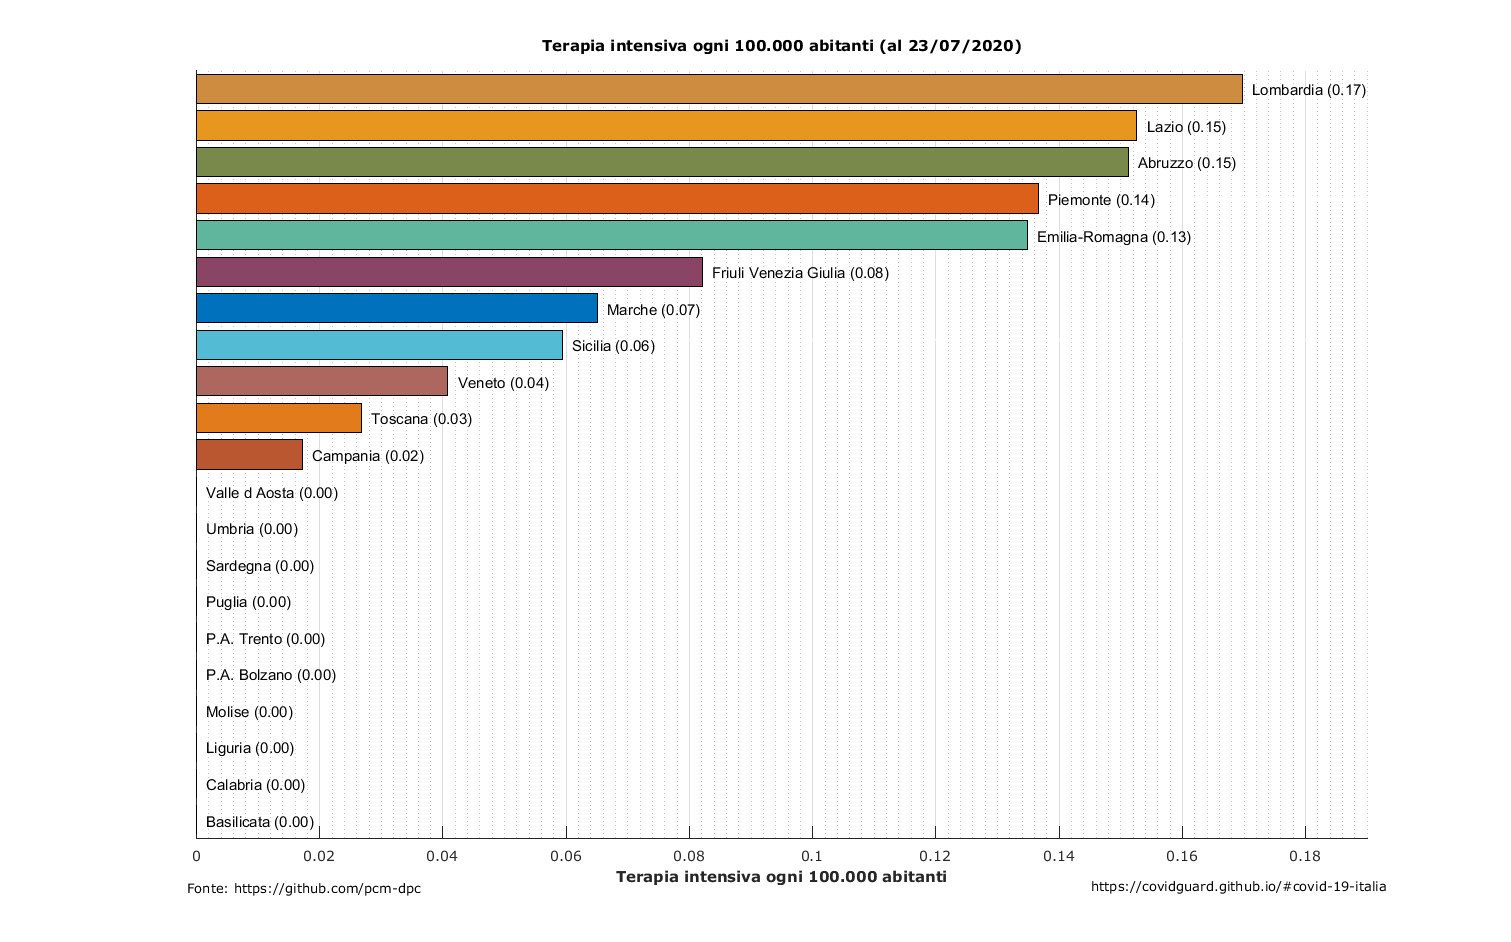 Terapia intensiva ogni 100.000 abitanti (al 23/07/2020)
Lombardia (0.17)
Lazio (0.15)
Abruzzo (0.15)
Piemonte (0.14)
Emilia-Romagna (0.13)
Friuli Venezia Giulia (0.08)
Marche (0.07)
Sicilia (0.06)
Veneto (0.04)
Toscana (0.03)
Campania (0.02)
Valle d Aosta (0.00)
Umbria (0.00)
Sardegna (0.00)
Puglia (0.00)
P.A. Trento (0.00)
P.A. Bolzano (0.00)
Molise (0.00)
Liguria (0.00)
Calabria (0.00)
Basilicata (0.00)
0 0.02 0.04 0.06 0.08 0.1 0.12 0.14 0.16 0.18
Terapia intensiva ogni 100.000 abitanti
Fonte: https://github.com/pcm-dpc
https://covidguard.github.io/#covid-19-italia